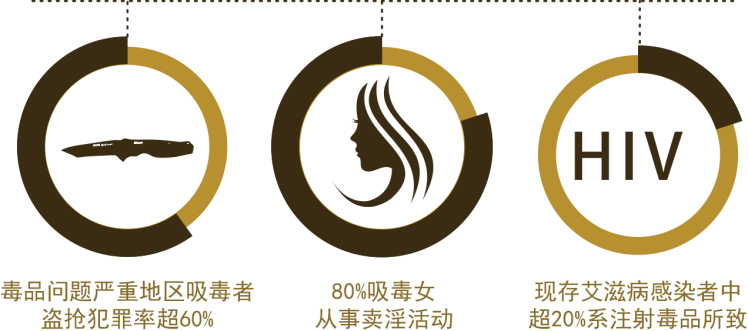 HIV
毒品问题严重地区吸毒者
盗抢犯罪率超60%
80%吸毒女
从事卖淫活动
现存艾滋病感染者中
超20%系注射毒品所致